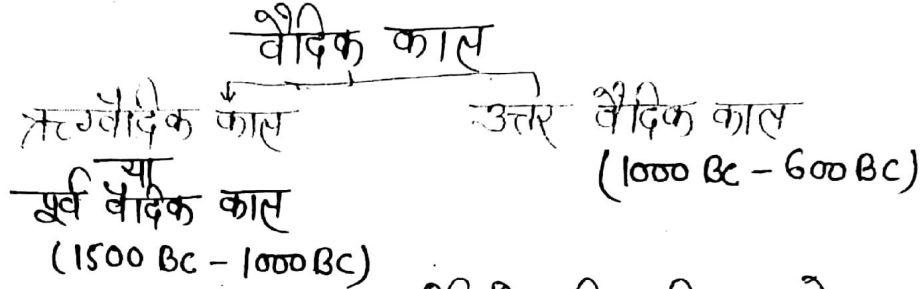 वैदिक काल
ऋग्वैदिक काल
या
पूर्व वैदिक काल
(1500 BC - 1000 BC)
उत्तर वैदिक काल
(1000 BC - 600 BC)